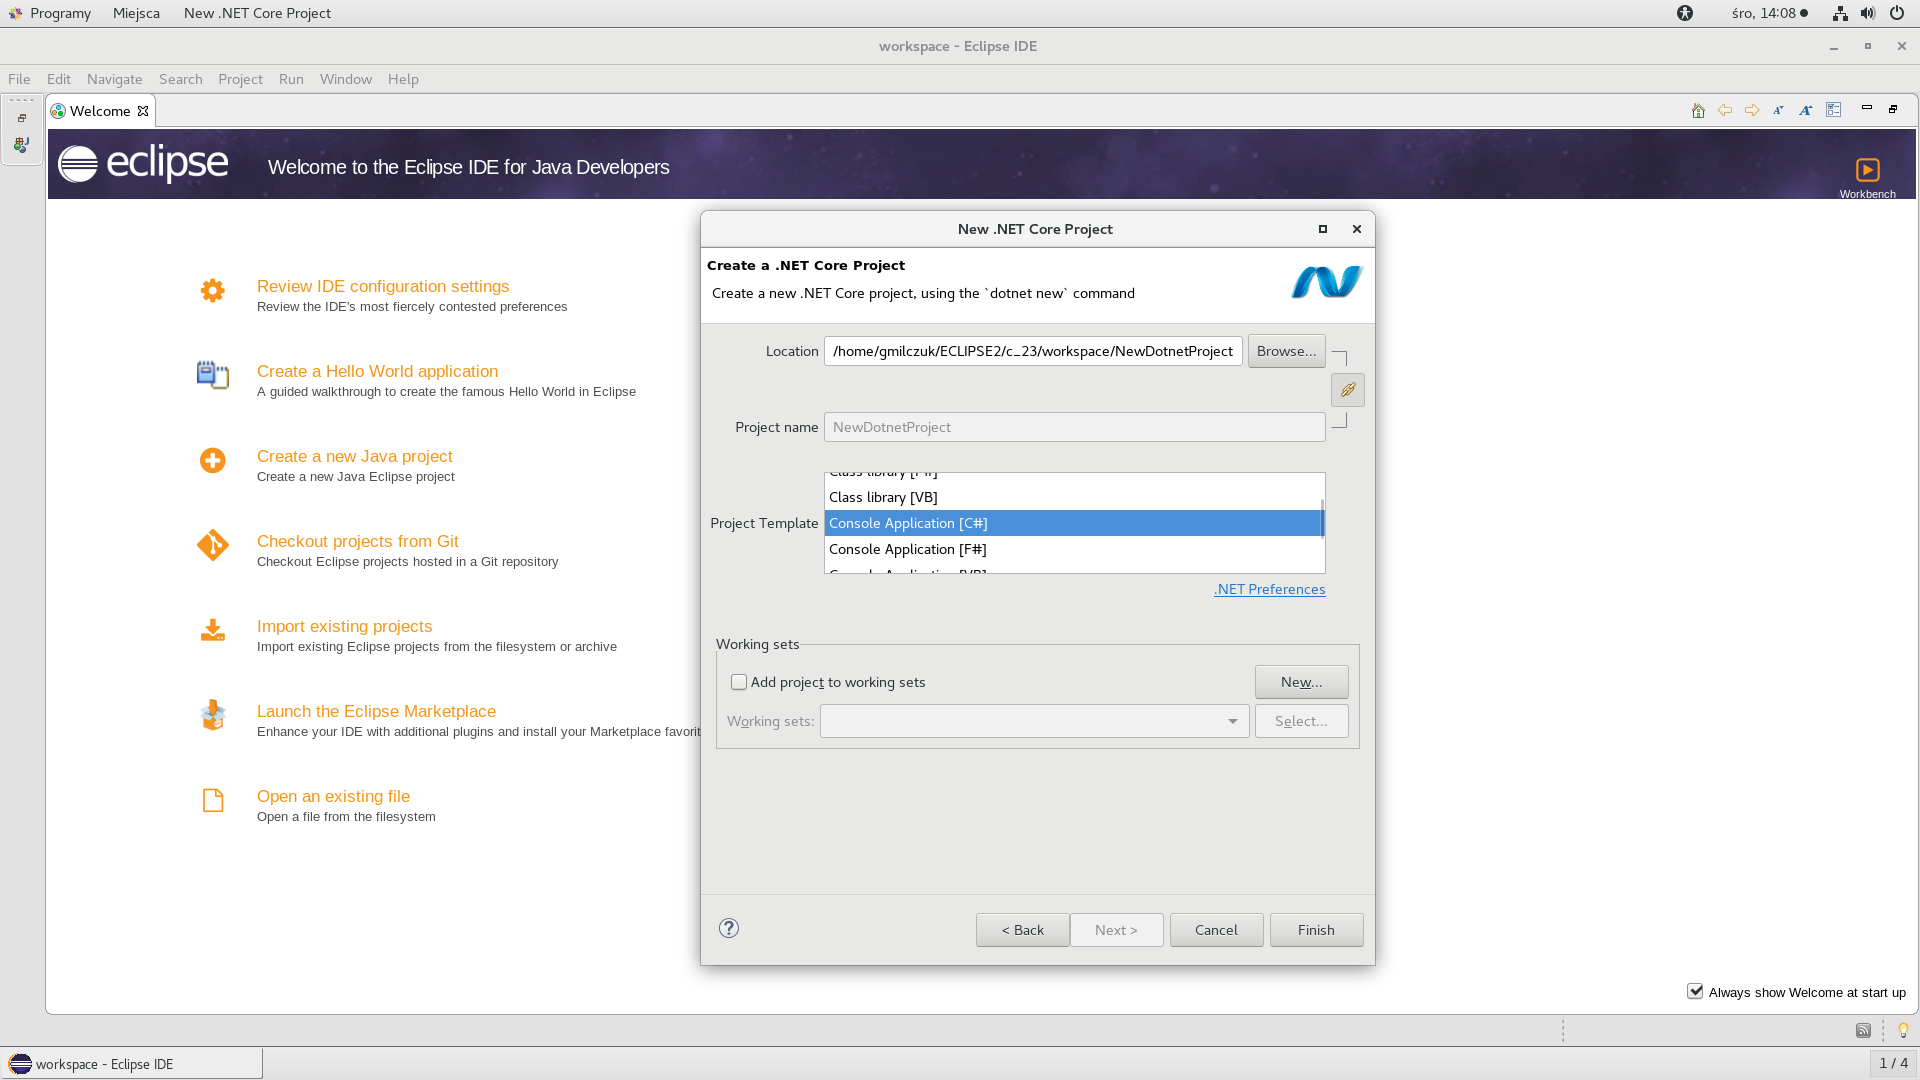 Programy Miejsca New .NET Core Project śro, 14:08
workspace - Eclipse IDE
File Edit Navigate Search Project Run Window Help
Welcome
eclipse Welcome to the Eclipse IDE for Java Developers
Workbench
Review IDE configuration settings
Review the IDE's most fiercely contested preferences
Create a Hello World application
A guided walkthrough to create the famous Hello World in Eclipse
Create a new Java project
Create a new Java Eclipse project
Checkout projects from Git
Checkout Eclipse projects hosted in a Git repository
Import existing projects
Import existing Eclipse projects from the filesystem or archive
Launch the Eclipse Marketplace
Enhance your IDE with additional plugins and install your Marketplace favorit
Open an existing file
Open a file from the filesystem
New .NET Core Project
Create a .NET Core Project
Create a new .NET Core project, using the `dotnet new` command
Location /home/gmilczuk/ECLIPSE2/c_23/workspace/NewDotnetProject Browse...
Project name NewDotnetProject
Project Template
Class library [F#]
Class library [VB]
Console Application [C#]
Console Application [F#]
Console Application [VB]
.NET Preferences
Working sets
Add project to working sets New...
Working sets: Select...
? < Back Next > Cancel Finish
Always show Welcome at start up
workspace - Eclipse IDE 1 / 4